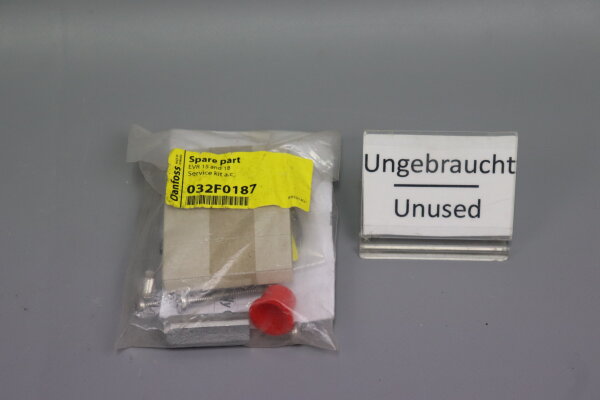 Danfoss
Spare part
EVR 15 and 18
Service kit a.c,
032F0187
Ungebraucht
Unused